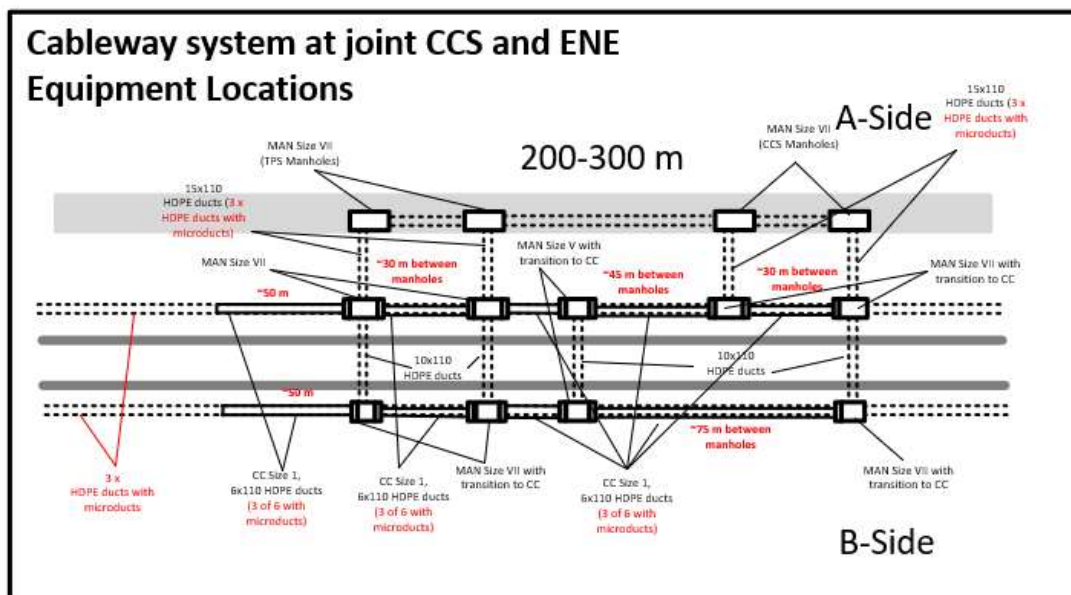 Cableway system at joint CCS and ENE
Equipment Locations
15x110
HDPE ducts (3 x
HDPE ducts with
microducts)
A-Side
MAN Size VII
(CCS Manholes)
MAN Size VII
(TPS Manholes)
200-300 m
15x110
HDPE ducts (3 x
HDPE ducts with
microducts)
MAN Size V with
transition to CC
MAN Size VII
~30 m between
manholes
~45 m between
manholes
~30 m between
manholes
MAN Size VII with
transition to CC
~50 m
10x110
HDPE ducts
10x110
HDPE ducts
~50 m
~75 m between
manholes
3 x
HDPE ducts with
microducts
CC Size 1,
6x110 HDPE ducts
(3 of 6 with
microducts)
CC Size 1,
6x110 HDPE ducts
(3 of 6 with
microducts)
MAN Size VII with
transition to CC
CC Size 1,
6x110 HDPE ducts
(3 of 6 with
microducts)
MAN Size VII with
transition to CC
B-Side